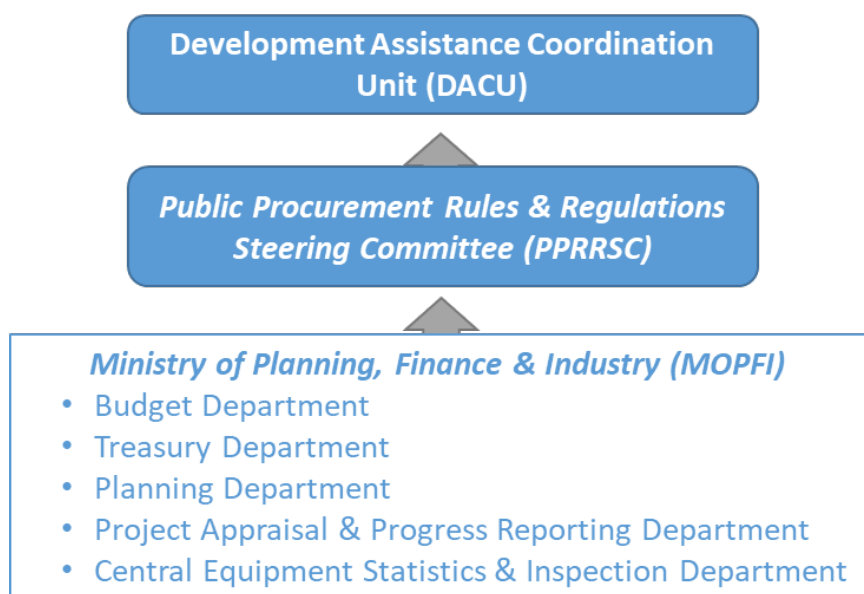 Development Assistance Coordination
Unit (DACU)
Public Procurement Rules & Regulations
Steering Committee (PPRRSC)
Ministry of Planning, Finance & Industry (MOPFI)
• Budget Department
• Treasury Department
• Planning Department
• Project Appraisal & Progress Reporting Department
• Central Equipment Statistics & Inspection Department